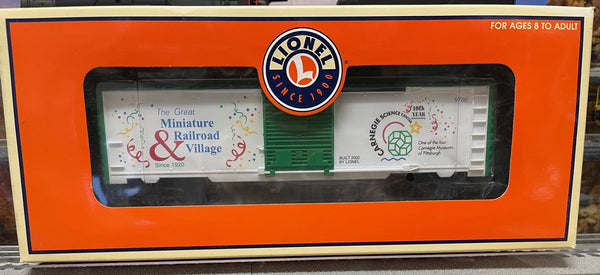 FOR AGES 8 TO ADULT
LIONEL
L
SINCE 1900
The Great
Miniature
& Railroad
Village
Since 1920
BUILT 2002
BY LIONEL
CARNEGIE SCIENCE CENTER
10th
YEAR
9760
One of the four
Carnegie Museums
of Pittsburgh